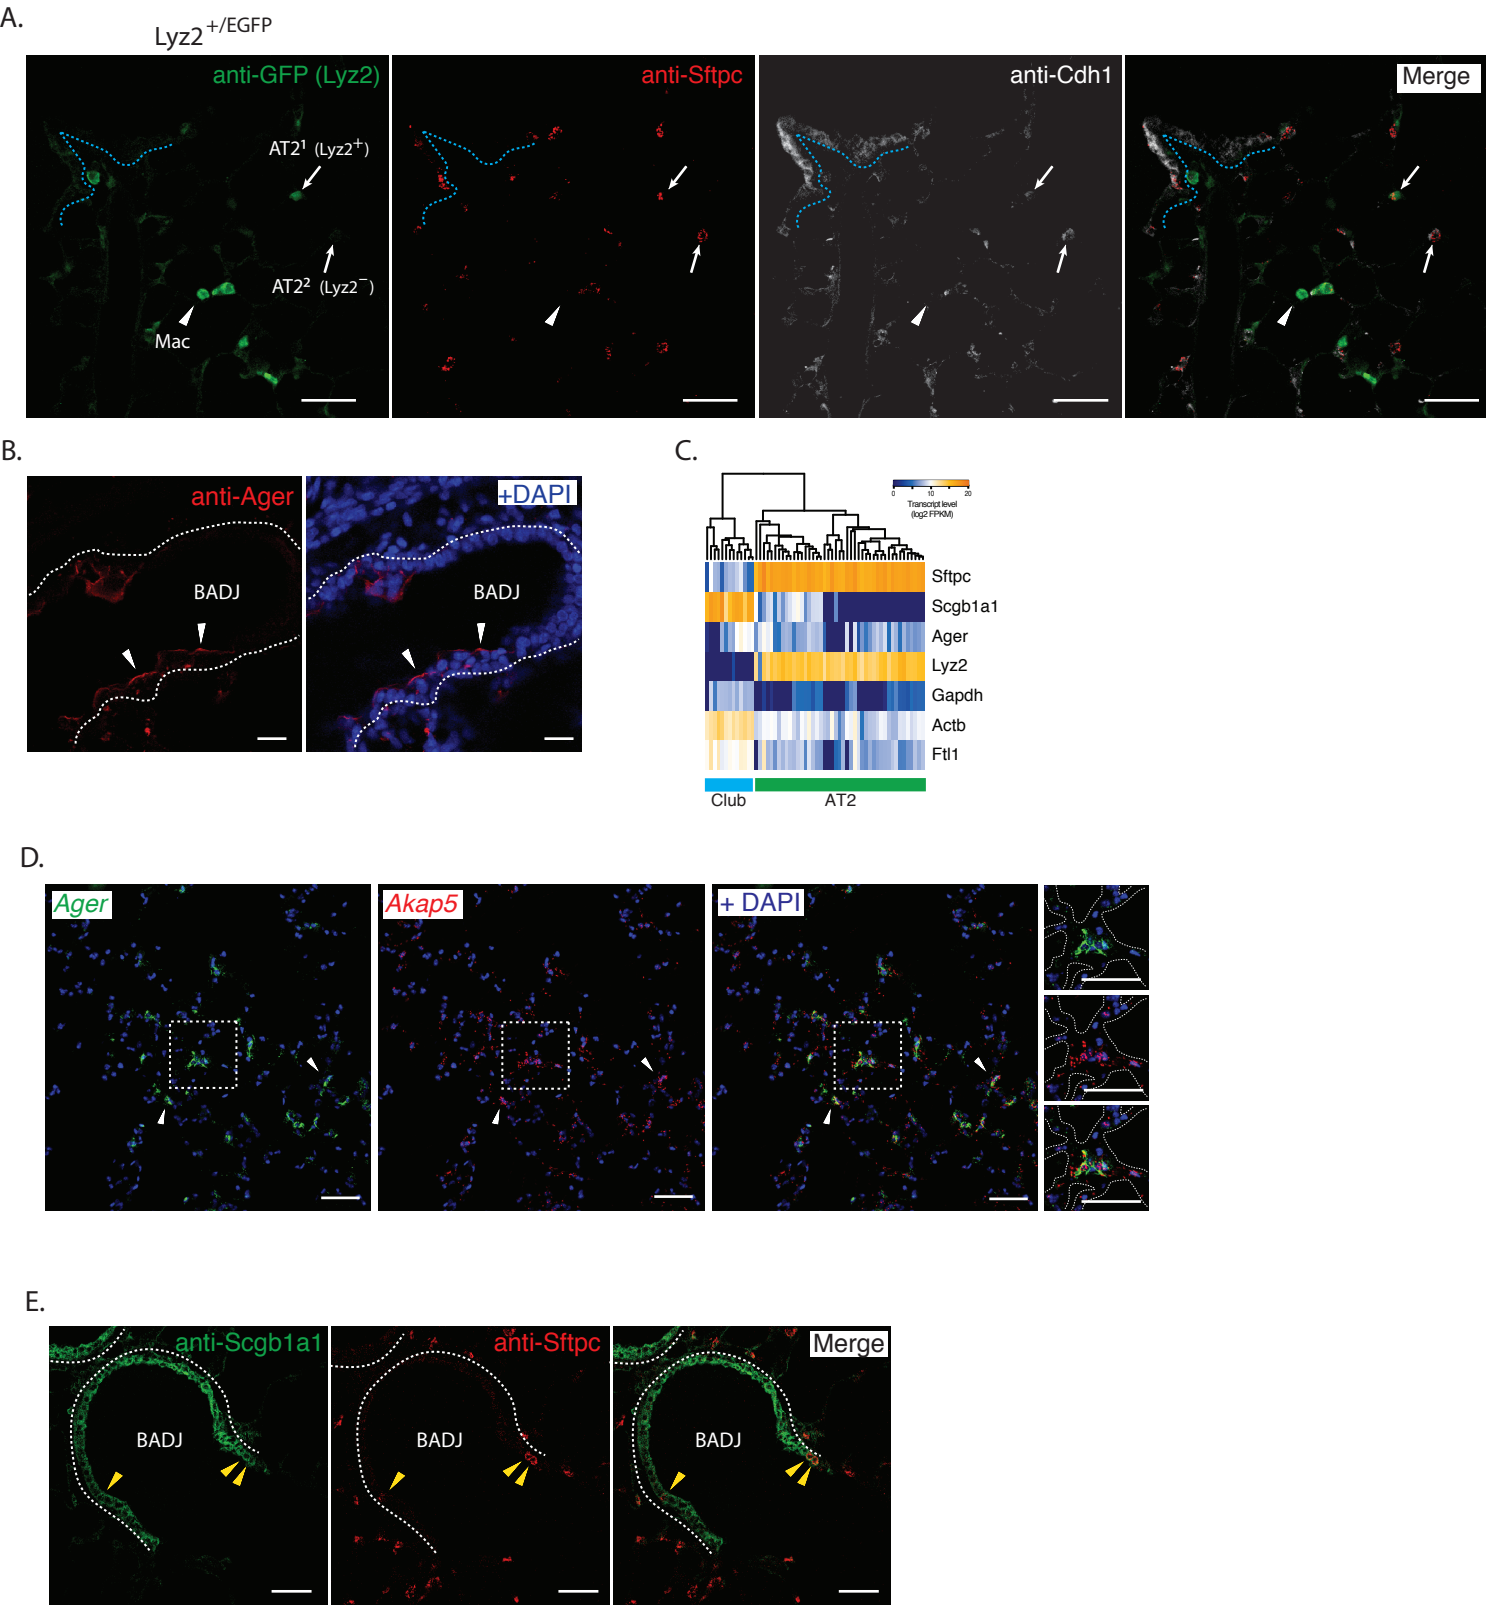 A.
Lyz2+/EGFP
anti-GFP (Lyz2)
anti-Sftpc
anti-Cdh1
Merge
AT2¹ (Lyz2⁺)
AT2² (Lyz2⁻)
Mac
B.
anti-Ager
+DAPI
BADJ
BADJ
C.
0 10 20
Transcript level
(log2 FPKM)
Sftpc
Scgb1a1
Ager
Lyz2
Gapdh
Actb
Ftl1
Club
AT2
D.
Ager
Akap5
+ DAPI
E.
anti-Scgb1a1
anti-Sftpc
Merge
BADJ
BADJ
BADJ